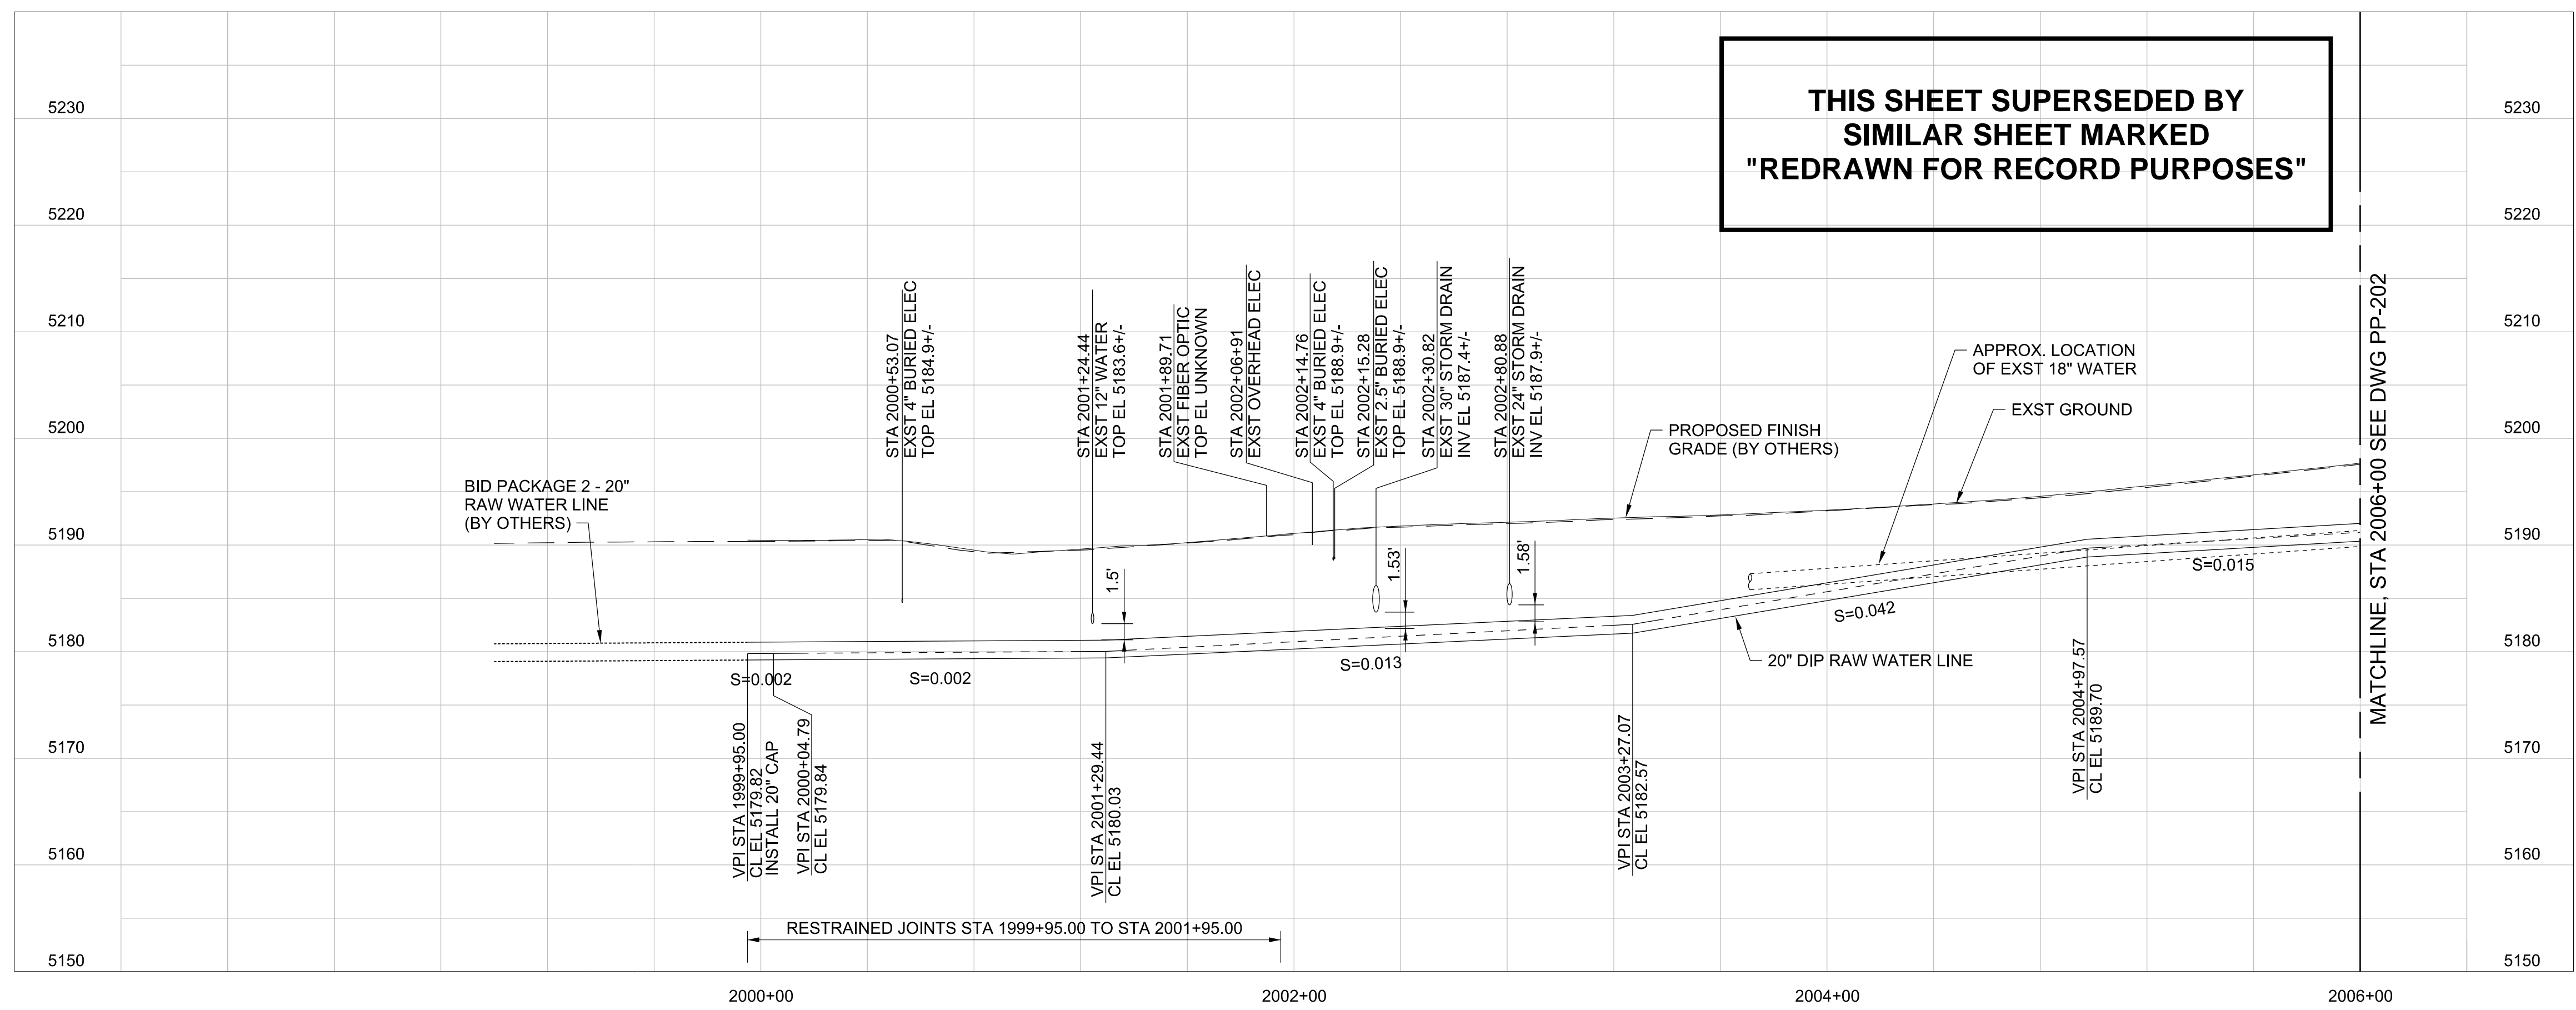 THIS SHEET SUPERSEDED BY
SIMILAR SHEET MARKED
"REDRAWN FOR RECORD PURPOSES"
5230
5230
5220
5220
5210
5210
5200
5200
5190
5190
5180
5180
5170
5170
5160
5160
5150
5150
STA 2000+53.07
EXST 4" BURIED ELEC
TOP EL 5184.9+/-
STA 2001+24.44
EXST 12" WATER
TOP EL 5183.6+/-
STA 2001+89.71
EXST FIBER OPTIC
TOP EL UNKNOWN
STA 2002+06+91
EXST OVERHEAD ELEC
STA 2002+14.76
EXST 4" BURIED ELEC
TOP EL 5188.9+/-
STA 2002+15.28
EXST 2.5" BURIED ELEC
TOP EL 5188.9+/-
STA 2002+30.82
EXST 30" STORM DRAIN
INV EL 5187.4+/-
STA 2002+80.88
EXST 24" STORM DRAIN
INV EL 5187.9+/-
APPROX. LOCATION
OF EXST 18" WATER
EXST GROUND
PROPOSED FINISH
GRADE (BY OTHERS)
BID PACKAGE 2 - 20"
RAW WATER LINE
(BY OTHERS)
1.5'
1.53'
1.58'
S=0.002
S=0.002
S=0.013
S=0.042
S=0.015
20" DIP RAW WATER LINE
VPI STA 1999+95.00
CL EL 5179.82
INSTALL 20" CAP
VPI STA 2000+04.79
CL EL 5179.84
VPI STA 2001+29.44
CL EL 5180.03
VPI STA 2003+27.07
CL EL 5182.57
VPI STA 2004+97.57
CL EL 5189.70
MATCHLINE, STA 2006+00 SEE DWG PP-202
RESTRAINED JOINTS STA 1999+95.00 TO STA 2001+95.00
2000+00
2002+00
2004+00
2006+00